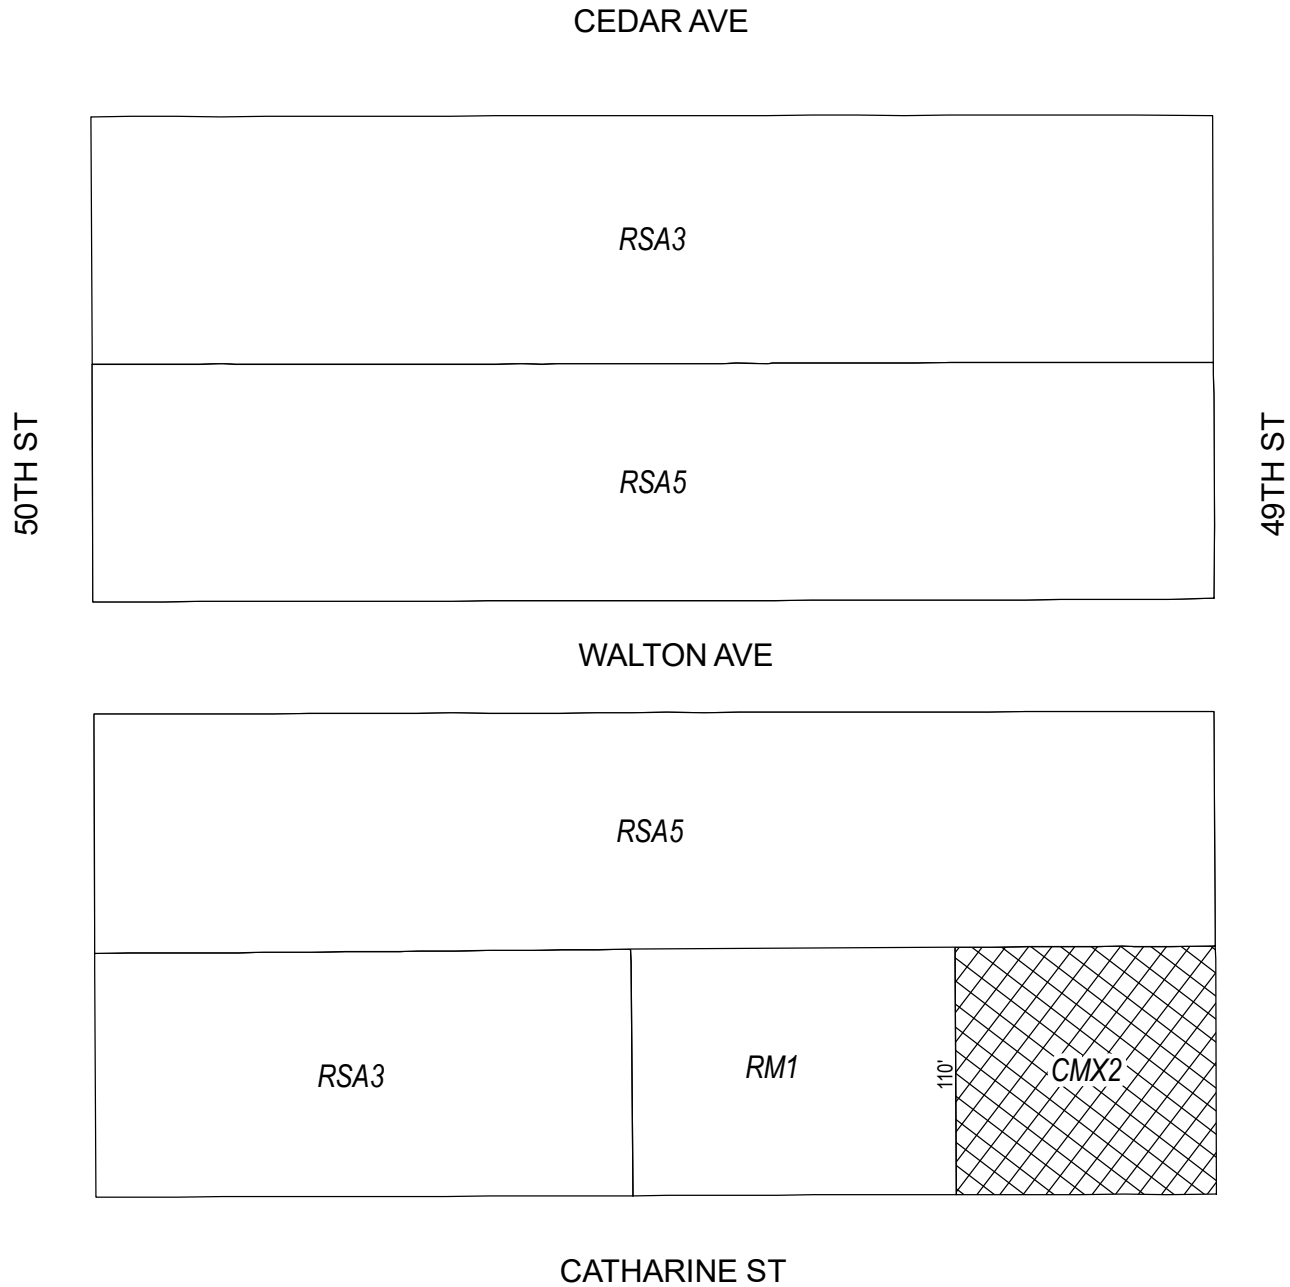 CEDAR AVE
RSA3
50TH ST
49TH ST
RSA5
WALTON AVE
RSA5
RSA3
RM1
110'
CMX2
CATHARINE ST